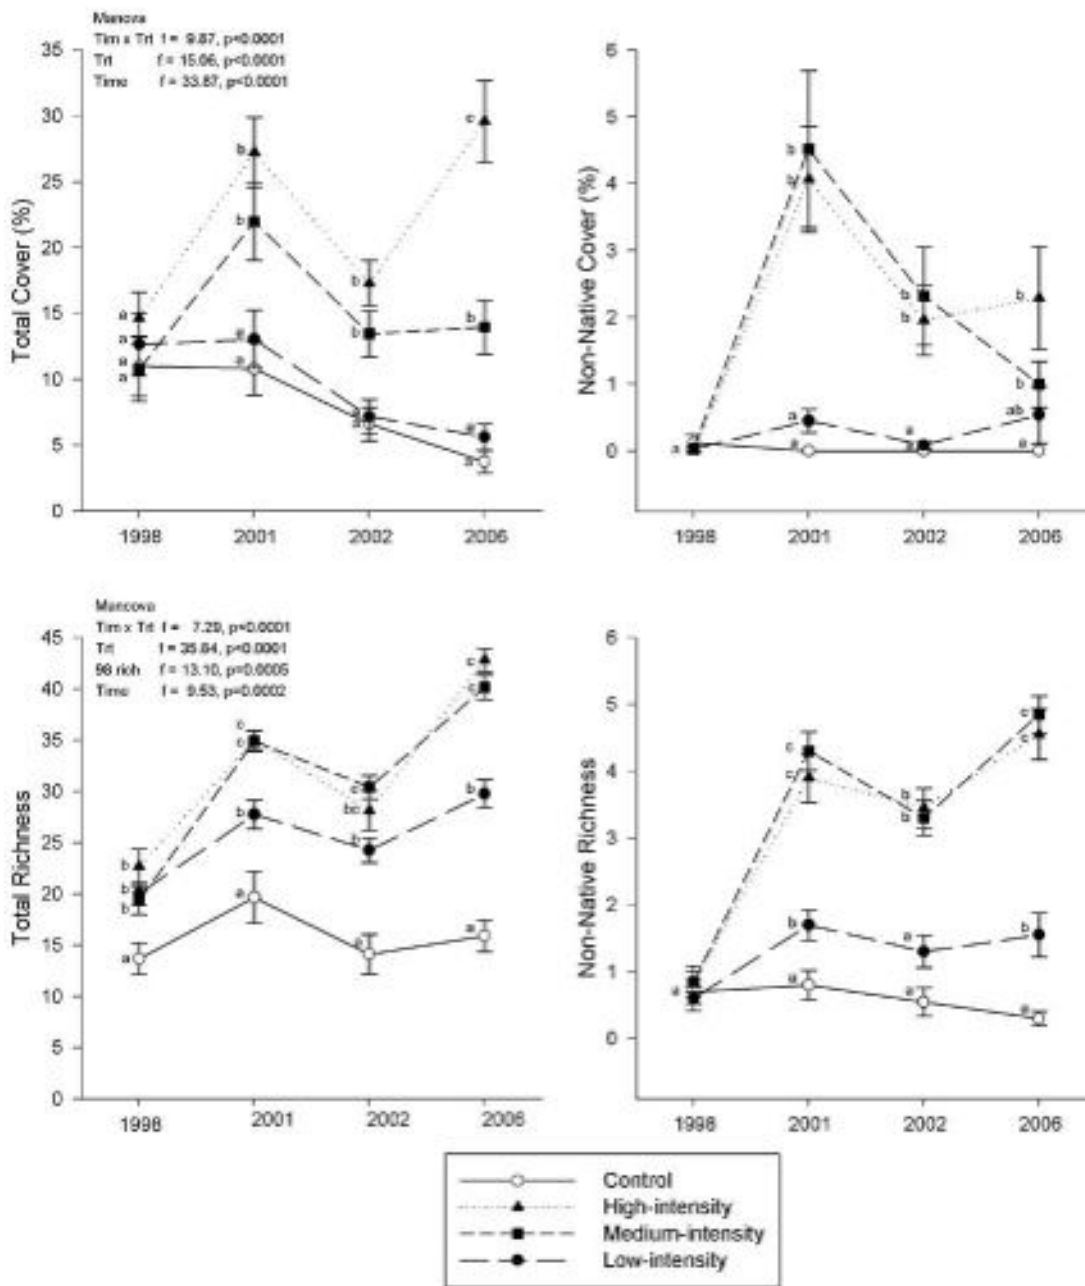 Manova
Tim x Trt f = 9.87, p<0.0001
Trt f = 15.06, p<0.0001
Time f = 33.87, p<0.0001
Total Cover (%)
35
30
25
20
15
10
5
0
a
a
a
a
b
b
a
a
b
b
a
c
b
a
a
1998
2001
2002
2006
Non-Native Cover (%)
6
5
4
3
2
1
0
a
b
b
a
a
b
b
a
a
b
b
ab
a
1998
2001
2002
2006
Mancova
Tim x Trt f = 7.29, p<0.0001
Trt f = 35.84, p<0.0001
98 rich f = 13.10, p=0.0005
Time f = 9.53, p=0.0002
Total Richness
45
40
35
30
25
20
15
10
5
0
b
b
b
a
c
c
b
a
c
bc
b
a
c
c
b
a
1998
2001
2002
2006
Non-Native Richness
6
5
4
3
2
1
0
a
c
c
b
a
b
b
a
a
c
c
b
a
1998
2001
2002
2006
Control
High-intensity
Medium-intensity
Low-intensity